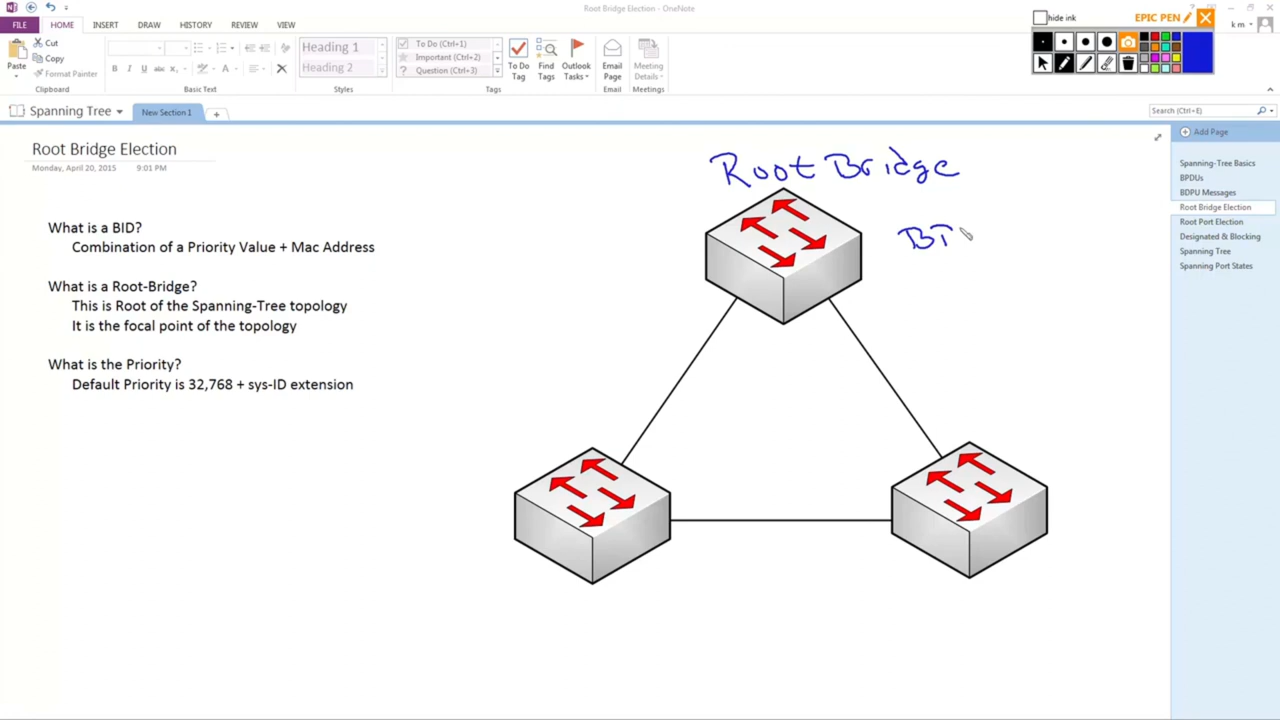 Root Bridge Election - OneNote
? 
hide ink
EPIC PEN
FILE HOME INSERT DRAW HISTORY REVIEW VIEW
k m
Paste
Cut
Copy
Format Painter
Clipboard
B I U abc x₂ A
Basic Text
Heading 1
Heading 2
Styles
To Do (Ctrl+1)
Important (Ctrl+2)
? Question (Ctrl+3)
To Do Tag
Find Tags
Outlook Tasks
Tags
Email Page
Email
Meeting Details
Meetings
Spanning Tree
New Section 1
Search (Ctrl+E)
Root Bridge Election
Monday, April 20, 2015 9:01 PM
What is a BID?
Combination of a Priority Value + Mac Address
What is a Root-Bridge?
This is Root of the Spanning-Tree topology
It is the focal point of the topology
What is the Priority?
Default Priority is 32,768 + sys-ID extension
Root Bridge
BI
Add Page
Spanning-Tree Basics
BPDUs
BDPU Messages
Root Bridge Election
Root Port Election
Designated & Blocking
Spanning Tree
Spanning Port States